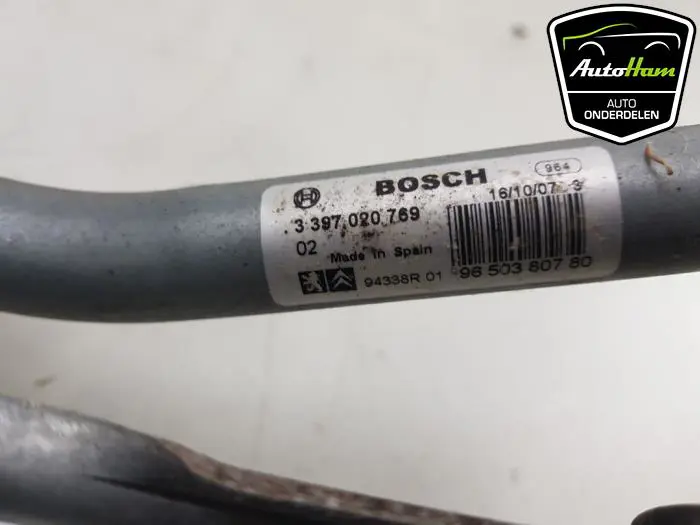 AutoHam
AUTO
ONDERDELEN
964
BOSCH
16/10/07 3
3 397 020 769
02
Made in Spain
94338R 01
96 503 807 80